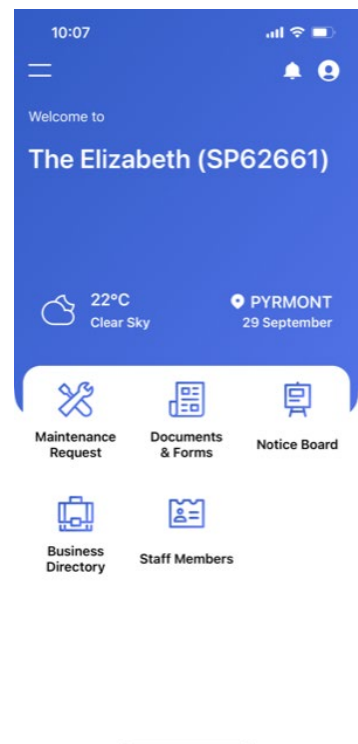 10:07
Welcome to
The Elizabeth (SP62661)
22°C
Clear Sky
PYRMONT
29 September
Maintenance
Request
Documents
& Forms
Notice Board
Business
Directory
Staff Members